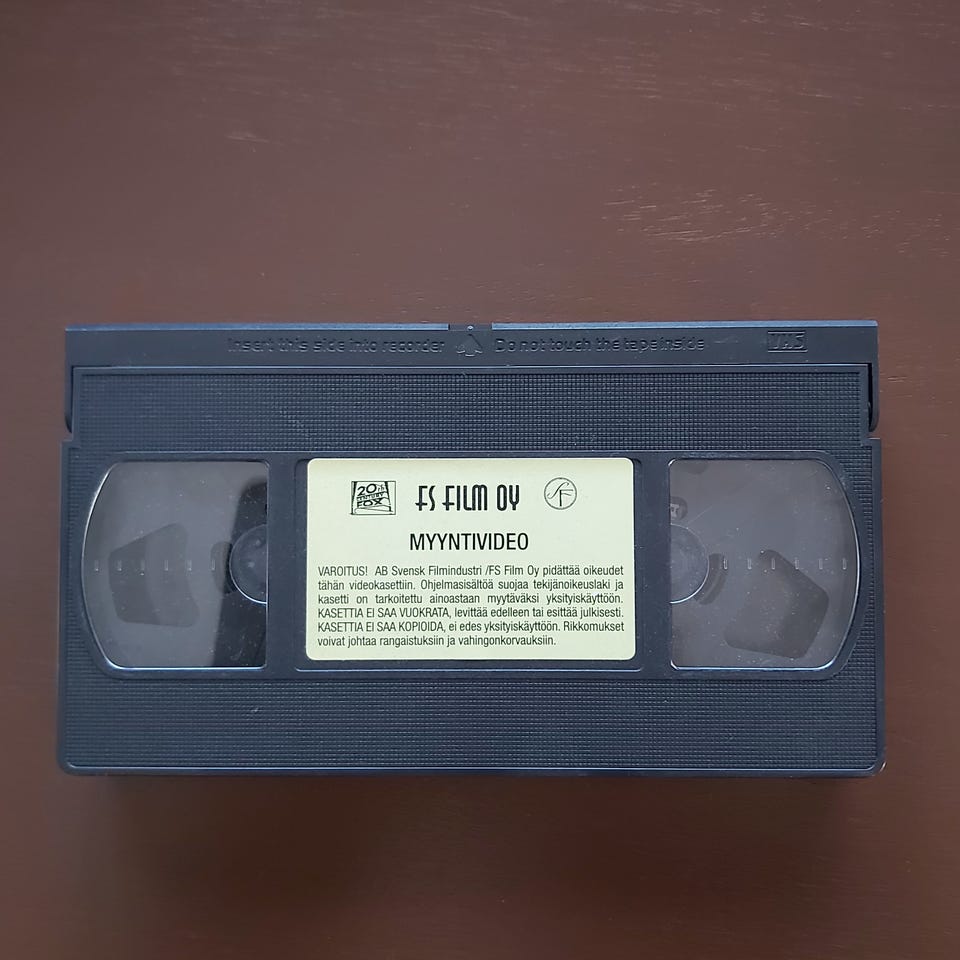 Insert this side into recorder Do not touch the tape inside VHS
20th CENTURY FOX FS FILM OY SF
MYYNTIVIDEO
VAROITUS! AB Svensk Filmindustri /FS Film Oy pidättää oikeudet
tähän videokasettiin. Ohjelmasisältöä suojaa tekijänoikeuslaki ja
kasetti on tarkoitettu ainoastaan myytäväksi yksityiskäyttöön.
KASETTIA EI SAA VUOKRATA, levittää edelleen tai esittää julkisesti.
KASETTIA EI SAA KOPIOIDA, ei edes yksityiskäyttöön. Rikkomukset
voivat johtaa rangaistuksiin ja vahingonkorvauksiin.